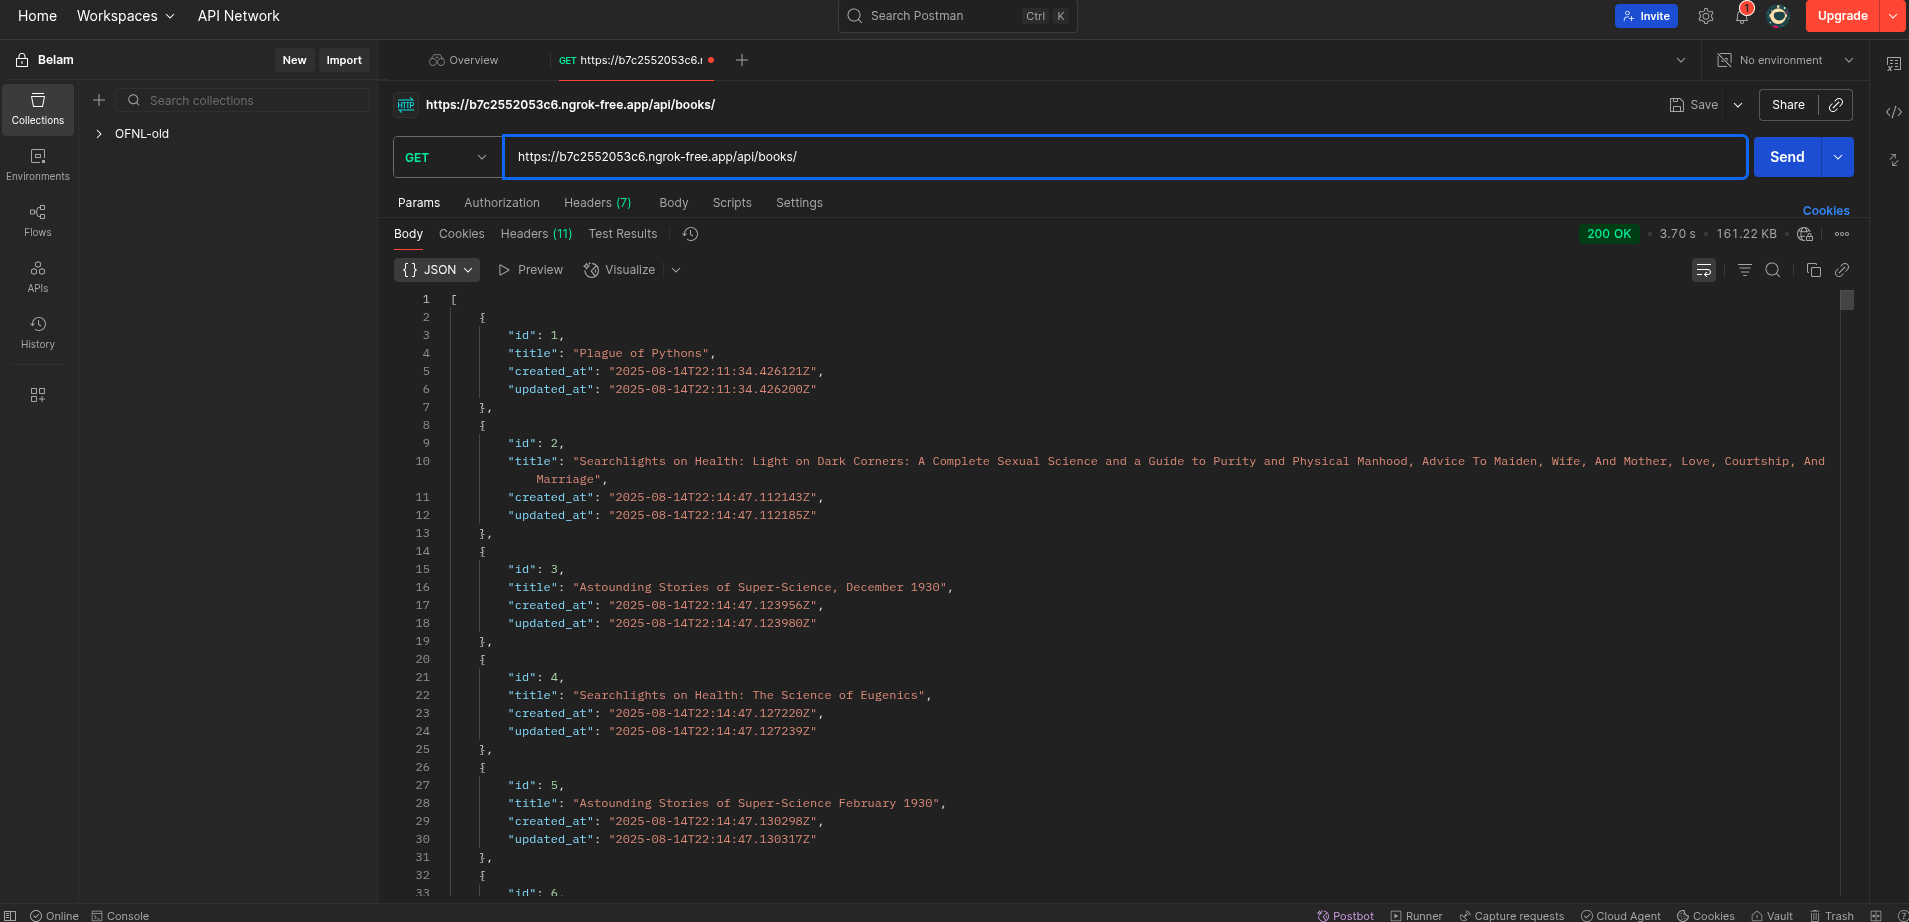 Home Workspaces API Network Search Postman Ctrl K Invite 1 Upgrade
Belam New Import Overview GET https://b7c2552053c6.r No environment
Search collections
https://b7c2552053c6.ngrok-free.app/api/books/ Save Share
Collections
OFNL-old
HTTP
GET https://b7c2552053c6.ngrok-free.app/api/books/ Send
Environments
Params Authorization Headers (7) Body Scripts Settings Cookies
Flows
Body Cookies Headers (11) Test Results 200 OK • 3.70 s • 161.22 KB •
{} JSON Preview Visualize
APIs
History
1 [
2 {
3 "id": 1,
4 "title": "Plague of Pythons",
5 "created_at": "2025-08-14T22:11:34.426121Z",
6 "updated_at": "2025-08-14T22:11:34.426200Z"
7 },
8 {
9 "id": 2,
10 "title": "Searchlights on Health: Light on Dark Corners: A Complete Sexual Science and a Guide to Purity and Physical Manhood, Advice To Maiden, Wife, And Mother, Love, Courtship, And
Marriage",
11 "created_at": "2025-08-14T22:14:47.112143Z",
12 "updated_at": "2025-08-14T22:14:47.112185Z"
13 },
14 {
15 "id": 3,
16 "title": "Astounding Stories of Super-Science, December 1930",
17 "created_at": "2025-08-14T22:14:47.123956Z",
18 "updated_at": "2025-08-14T22:14:47.123980Z"
19 },
20 {
21 "id": 4,
22 "title": "Searchlights on Health: The Science of Eugenics",
23 "created_at": "2025-08-14T22:14:47.127220Z",
24 "updated_at": "2025-08-14T22:14:47.127239Z"
25 },
26 {
27 "id": 5,
28 "title": "Astounding Stories of Super-Science February 1930",
29 "created_at": "2025-08-14T22:14:47.130298Z",
30 "updated_at": "2025-08-14T22:14:47.130317Z"
31 },
32 {
33 "id": 6,
Online Console Postbot Runner Capture requests Cloud Agent Cookies Vault Trash